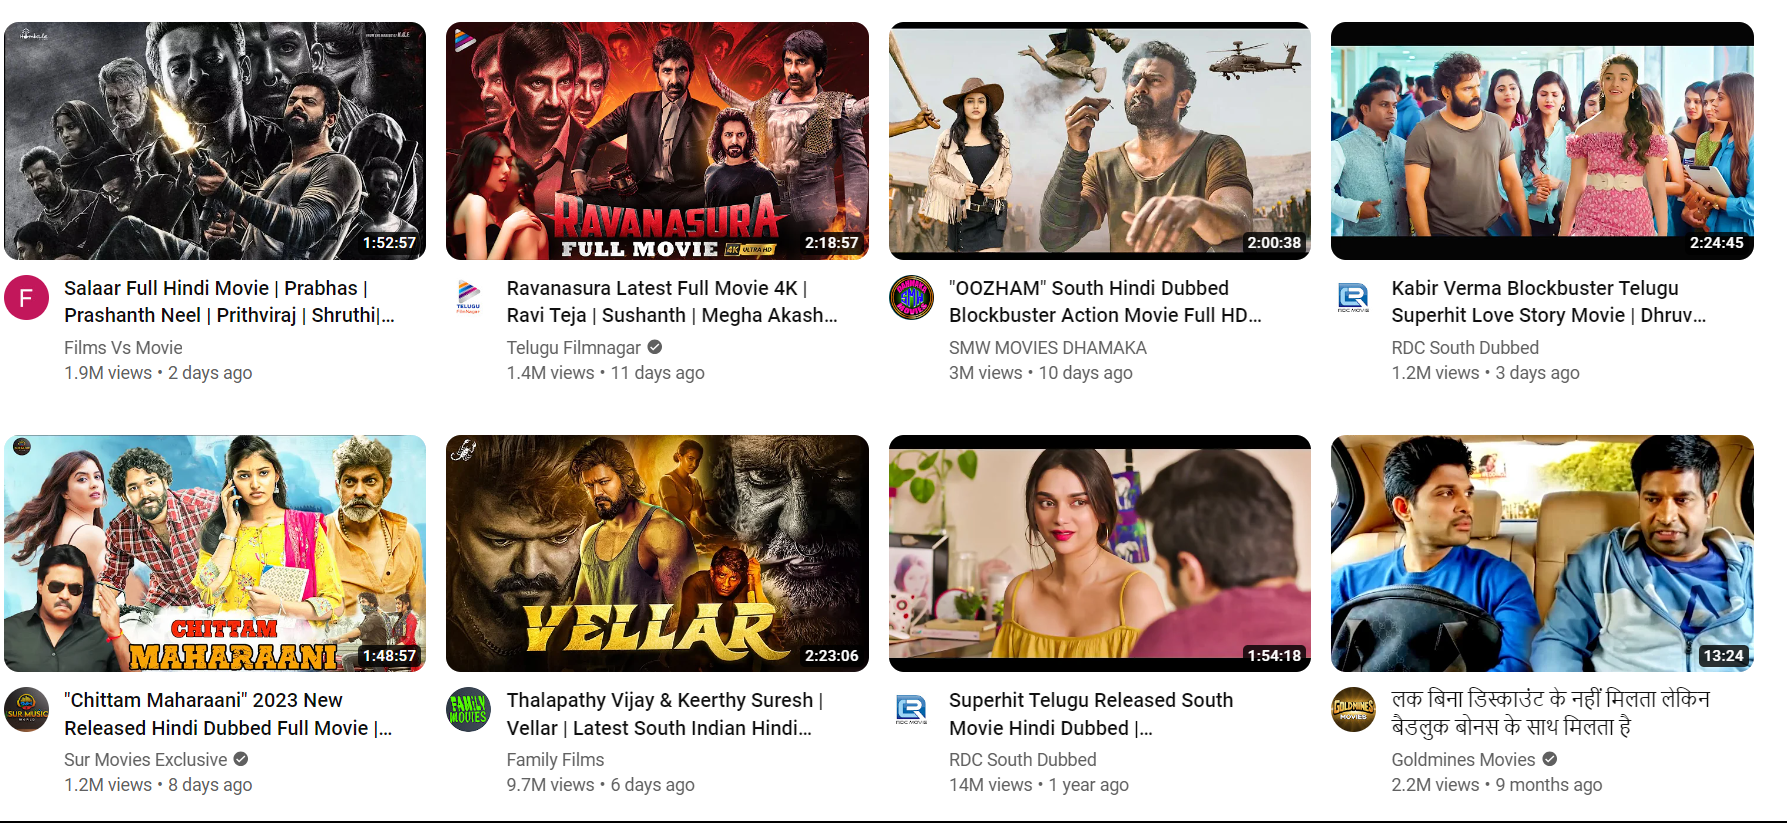 Hombale
FROM THE MAKERS OF K.G.F
1:52:57
RAVANASURA
FULL MOVIE 4K ULTRA HD
2:18:57
2:00:38
2:24:45
F
Salaar Full Hindi Movie | Prabhas |
Prashanth Neel | Prithviraj | Shruthi|...
Films Vs Movie
1.9M views • 2 days ago
TELUGU
FilmNagar
Ravanasura Latest Full Movie 4K |
Ravi Teja | Sushanth | Megha Akash...
Telugu Filmnagar
1.4M views • 11 days ago
SMW
MOVIES
"OOZHAM" South Hindi Dubbed
Blockbuster Action Movie Full HD...
SMW MOVIES DHAMAKA
3M views • 10 days ago
RDC MOVIE
Kabir Verma Blockbuster Telugu
Superhit Love Story Movie | Dhruv...
RDC South Dubbed
1.2M views • 3 days ago
CHITTAM
MAHARAANI
1:48:57
VELLAR
2:23:06
1:54:18
13:24
SUR MUSIC
WORLD
"Chittam Maharaani" 2023 New
Released Hindi Dubbed Full Movie |...
Sur Movies Exclusive
1.2M views • 8 days ago
FAMILY
MOVIES
Thalapathy Vijay & Keerthy Suresh |
Vellar | Latest South Indian Hindi...
Family Films
9.7M views • 6 days ago
RDC MOVIE
Superhit Telugu Released South
Movie Hindi Dubbed |...
RDC South Dubbed
14M views • 1 year ago
GOLDMINES
MOVIES
लक बिना डिस्काउंट के नहीं मिलता लेकिन
बैडलुक बोनस के साथ मिलता है
Goldmines Movies
2.2M views • 9 months ago